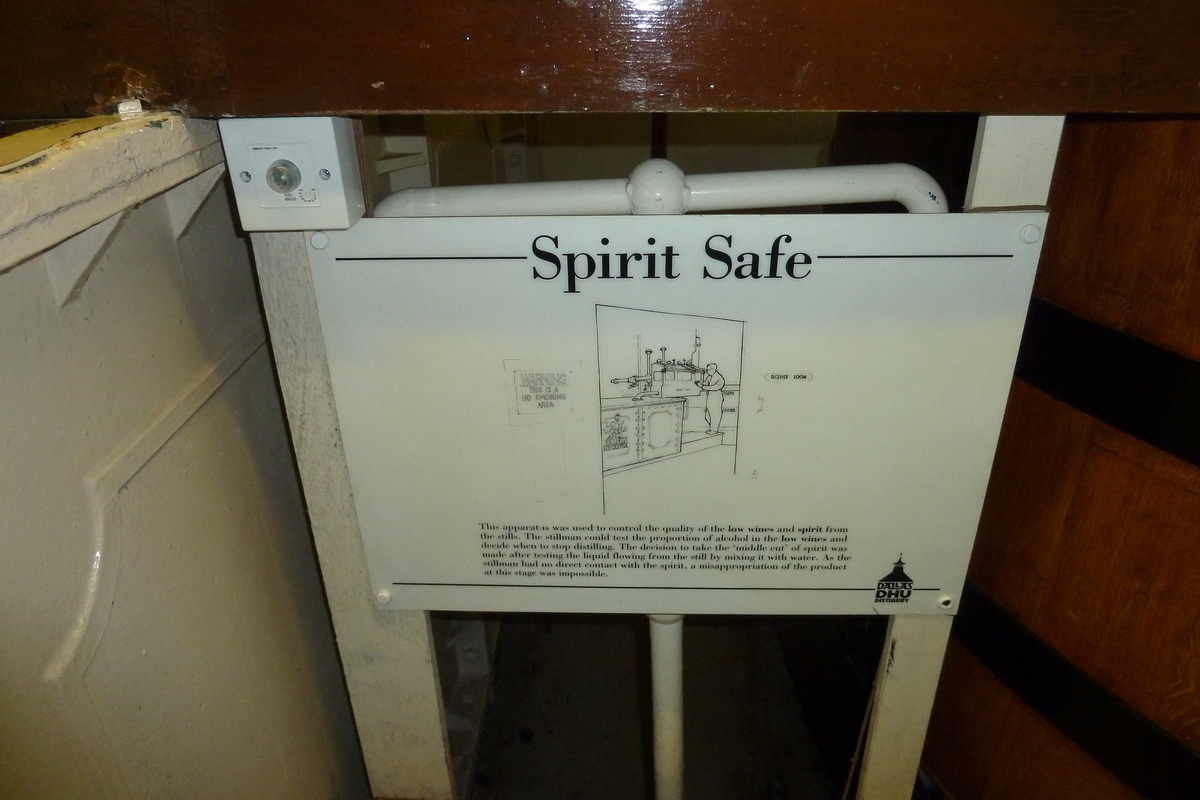 Spirit Safe
WARNING
THIS IS A
NO SMOKING
AREA
RECEIVER ROOM
This apparatus was used to control the quality of the low wines and spirit from
the stills. The stillman could test the proportion of alcohol in the low wines and
decide when to stop distilling. The decision to take the 'middle cut' of spirit was
made after testing the liquid flowing from the still by mixing it with water. As the
stillman had no direct contact with the spirit, a misappropriation of the product
at this stage was impossible.
DALLAS
DHU
DISTILLERY